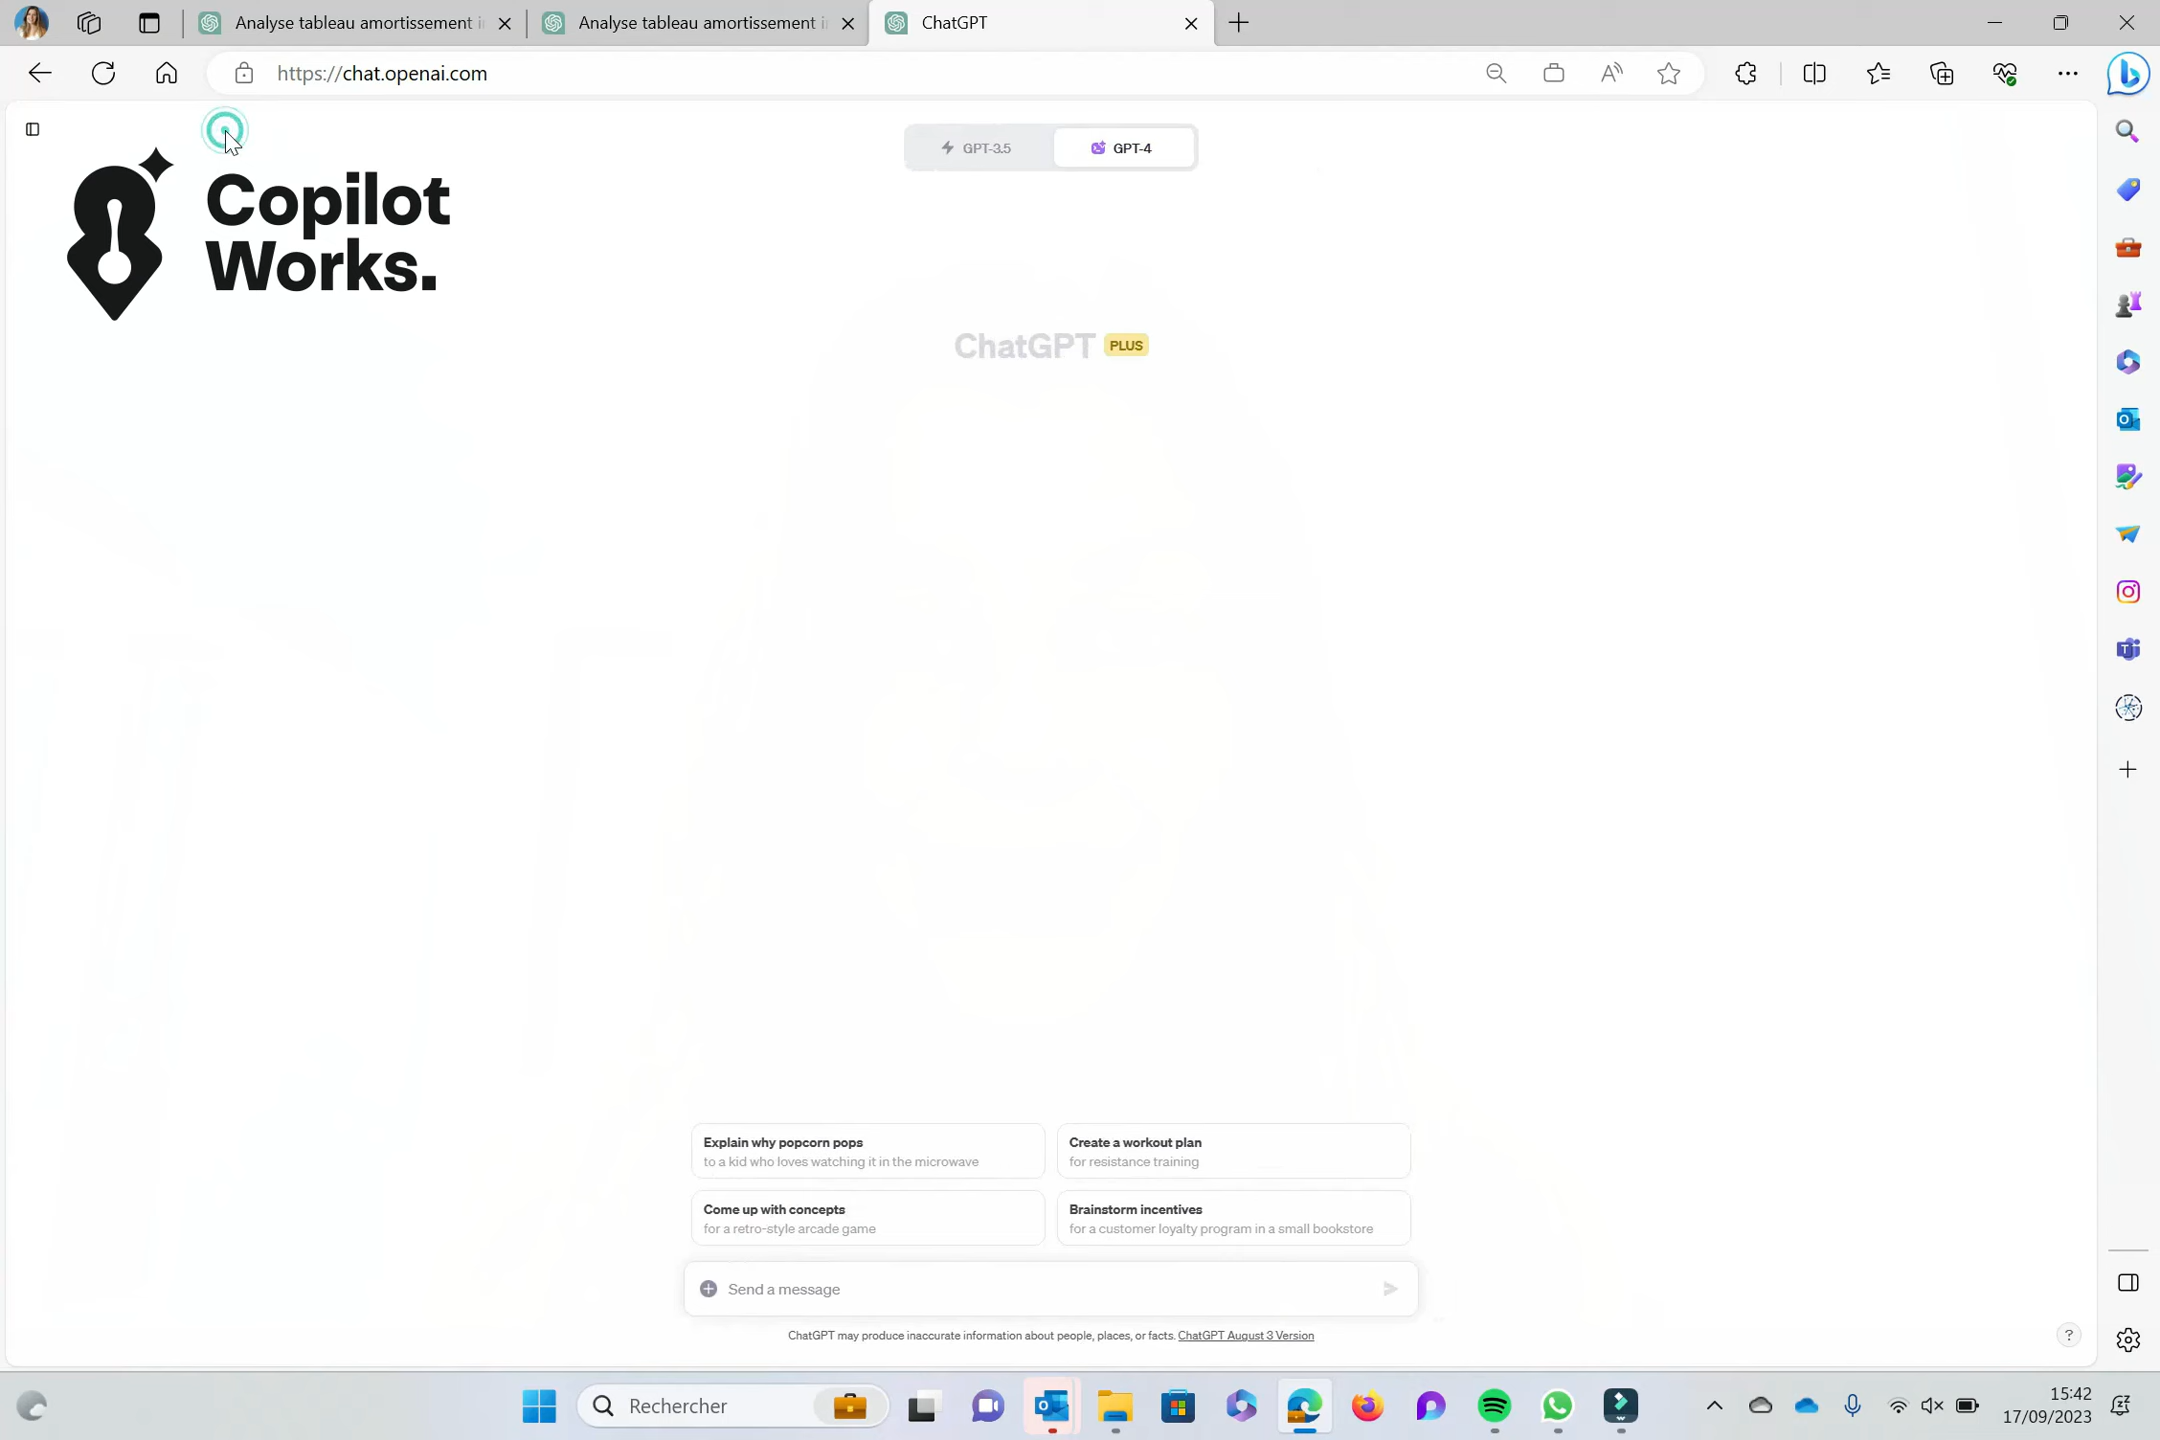 Analyse tableau amortissement i
Analyse tableau amortissement i
ChatGPT
https://chat.openai.com
GPT-3.5
GPT-4
Copilot
Works.
ChatGPT PLUS
Explain why popcorn pops
to a kid who loves watching it in the microwave
Create a workout plan
for resistance training
Come up with concepts
for a retro-style arcade game
Brainstorm incentives
for a customer loyalty program in a small bookstore
Send a message
ChatGPT may produce inaccurate information about people, places, or facts. ChatGPT August 3 Version
?
Rechercher
15:42
17/09/2023